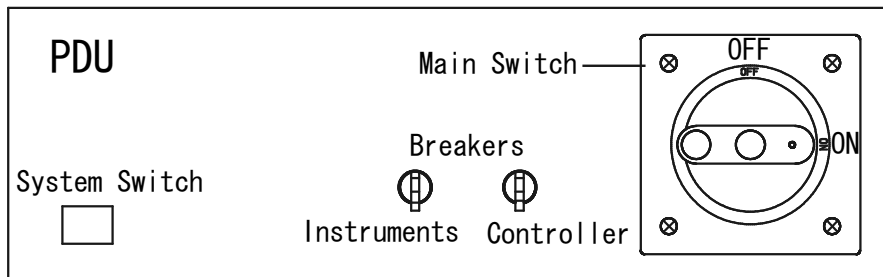 PDU
OFF
Main Switch
OFF
ON
ON
Breakers
System Switch
Instruments
Controller